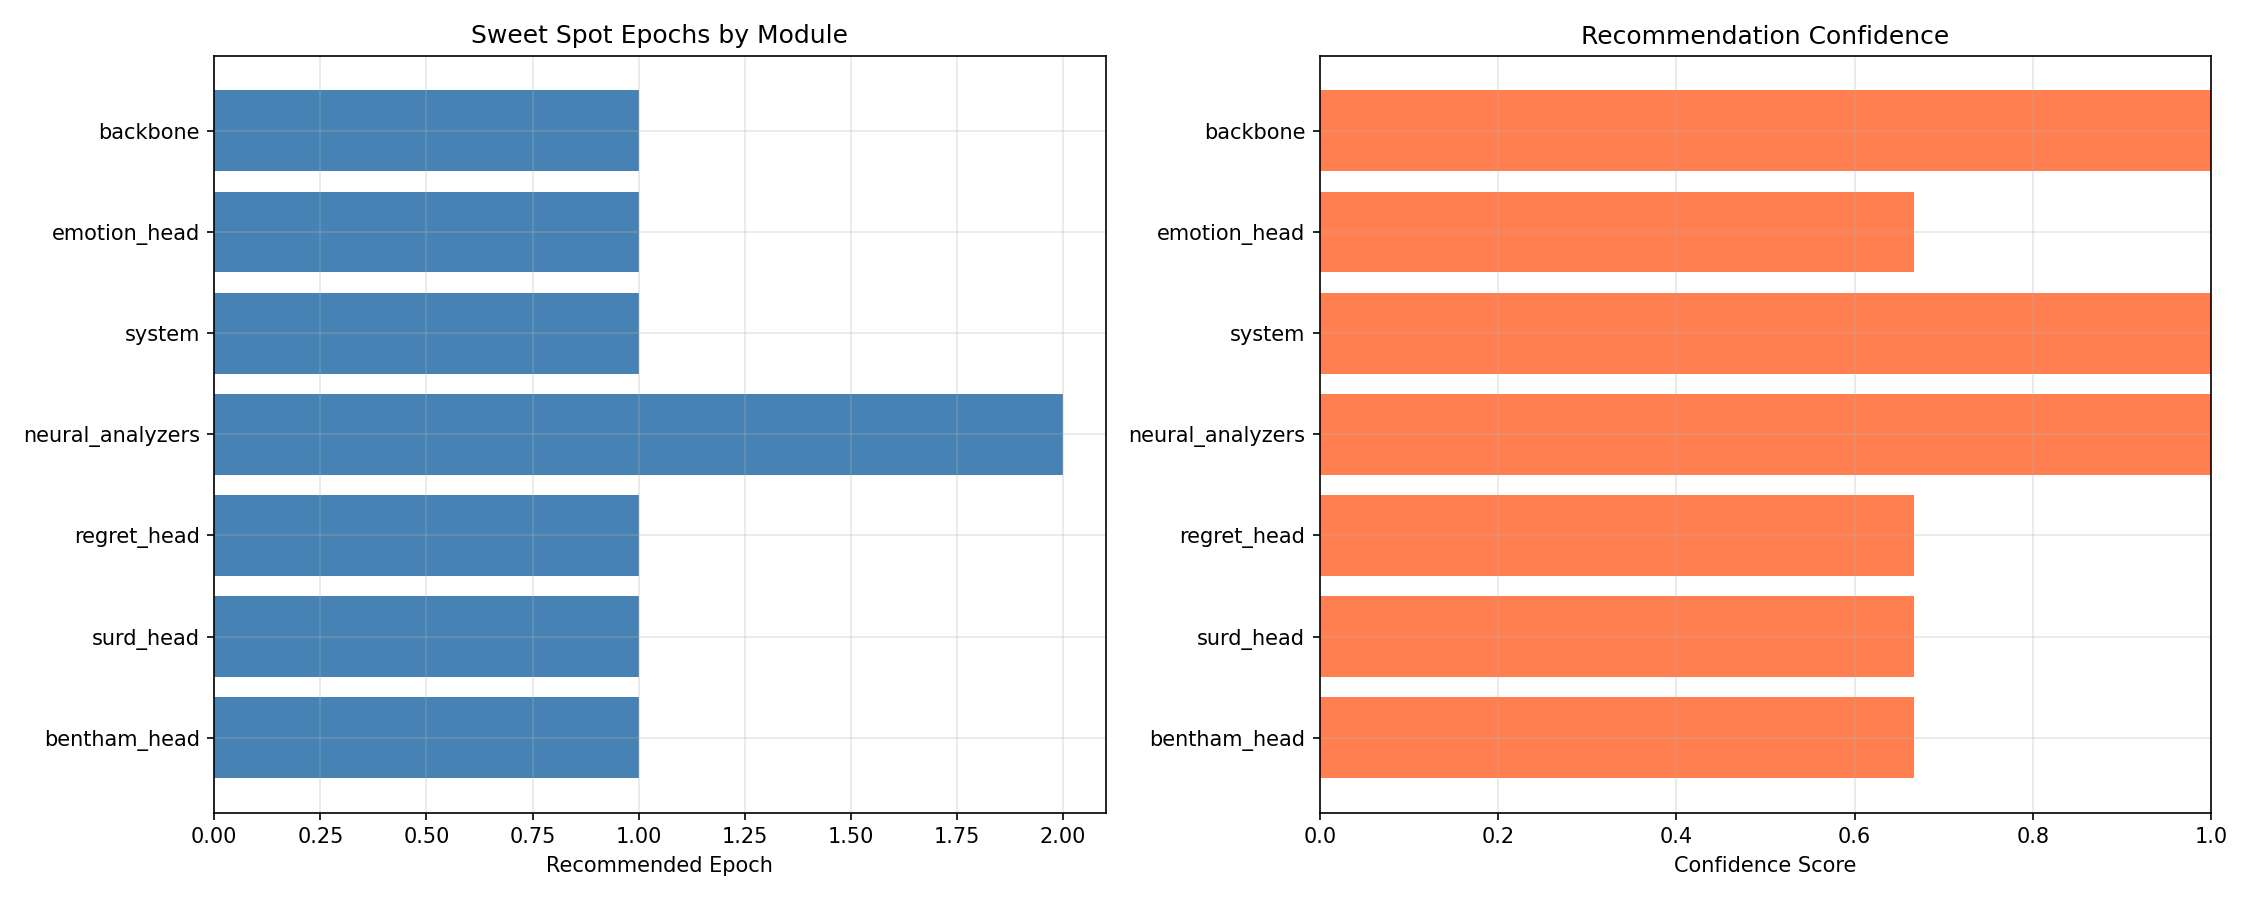 Sweet Spot Epochs by Module
backbone
emotion_head
system
neural_analyzers
regret_head
surd_head
bentham_head
0.00 0.25 0.50 0.75 1.00 1.25 1.50 1.75 2.00
Recommended Epoch
Recommendation Confidence
backbone
emotion_head
system
neural_analyzers
regret_head
surd_head
bentham_head
0.0 0.2 0.4 0.6 0.8 1.0
Confidence Score